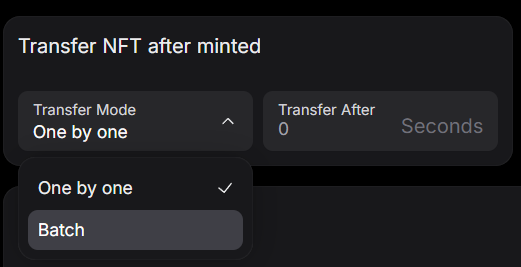 Transfer NFT after minted
Transfer Mode
One by one
Transfer After
0
Seconds
One by one
Batch